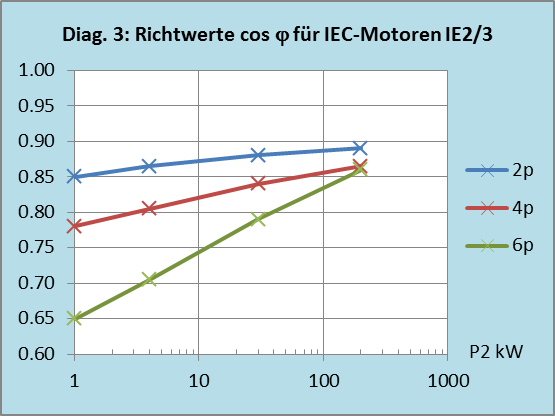 Diag. 3: Richtwerte cos φ für IEC-Motoren IE2/3
1.00
0.95
0.90
0.85
0.80
0.75
0.70
0.65
0.60
2p
4p
6p
P2 kW
1 10 100 1000